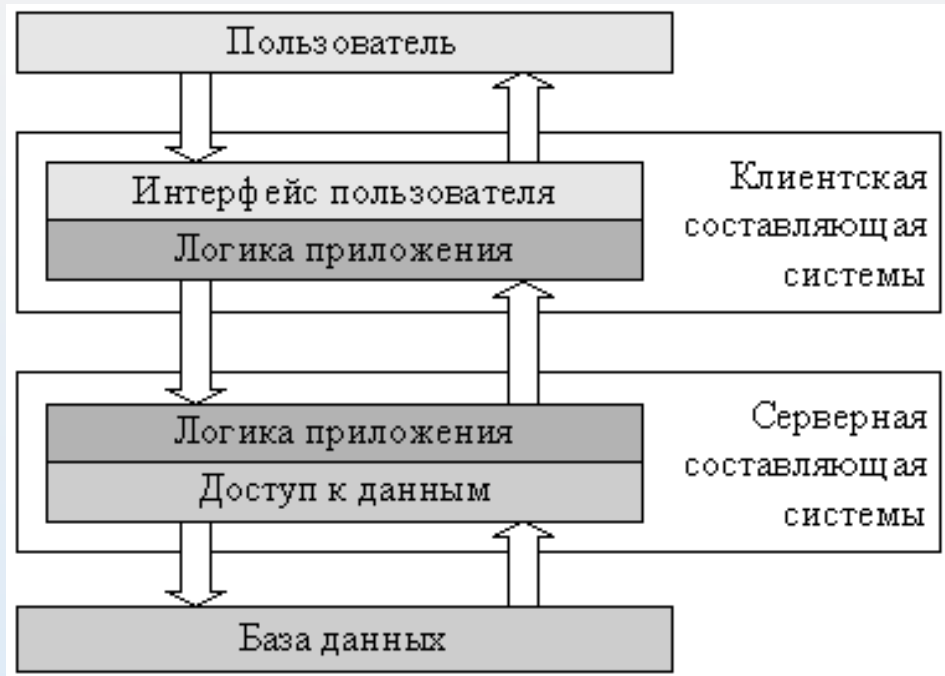 Пользователь
Интерфейс пользователя
Логика приложения
Клиентская
составляющая
системы
Логика приложения
Доступ к данным
Серверная
составляющая
системы
База данных